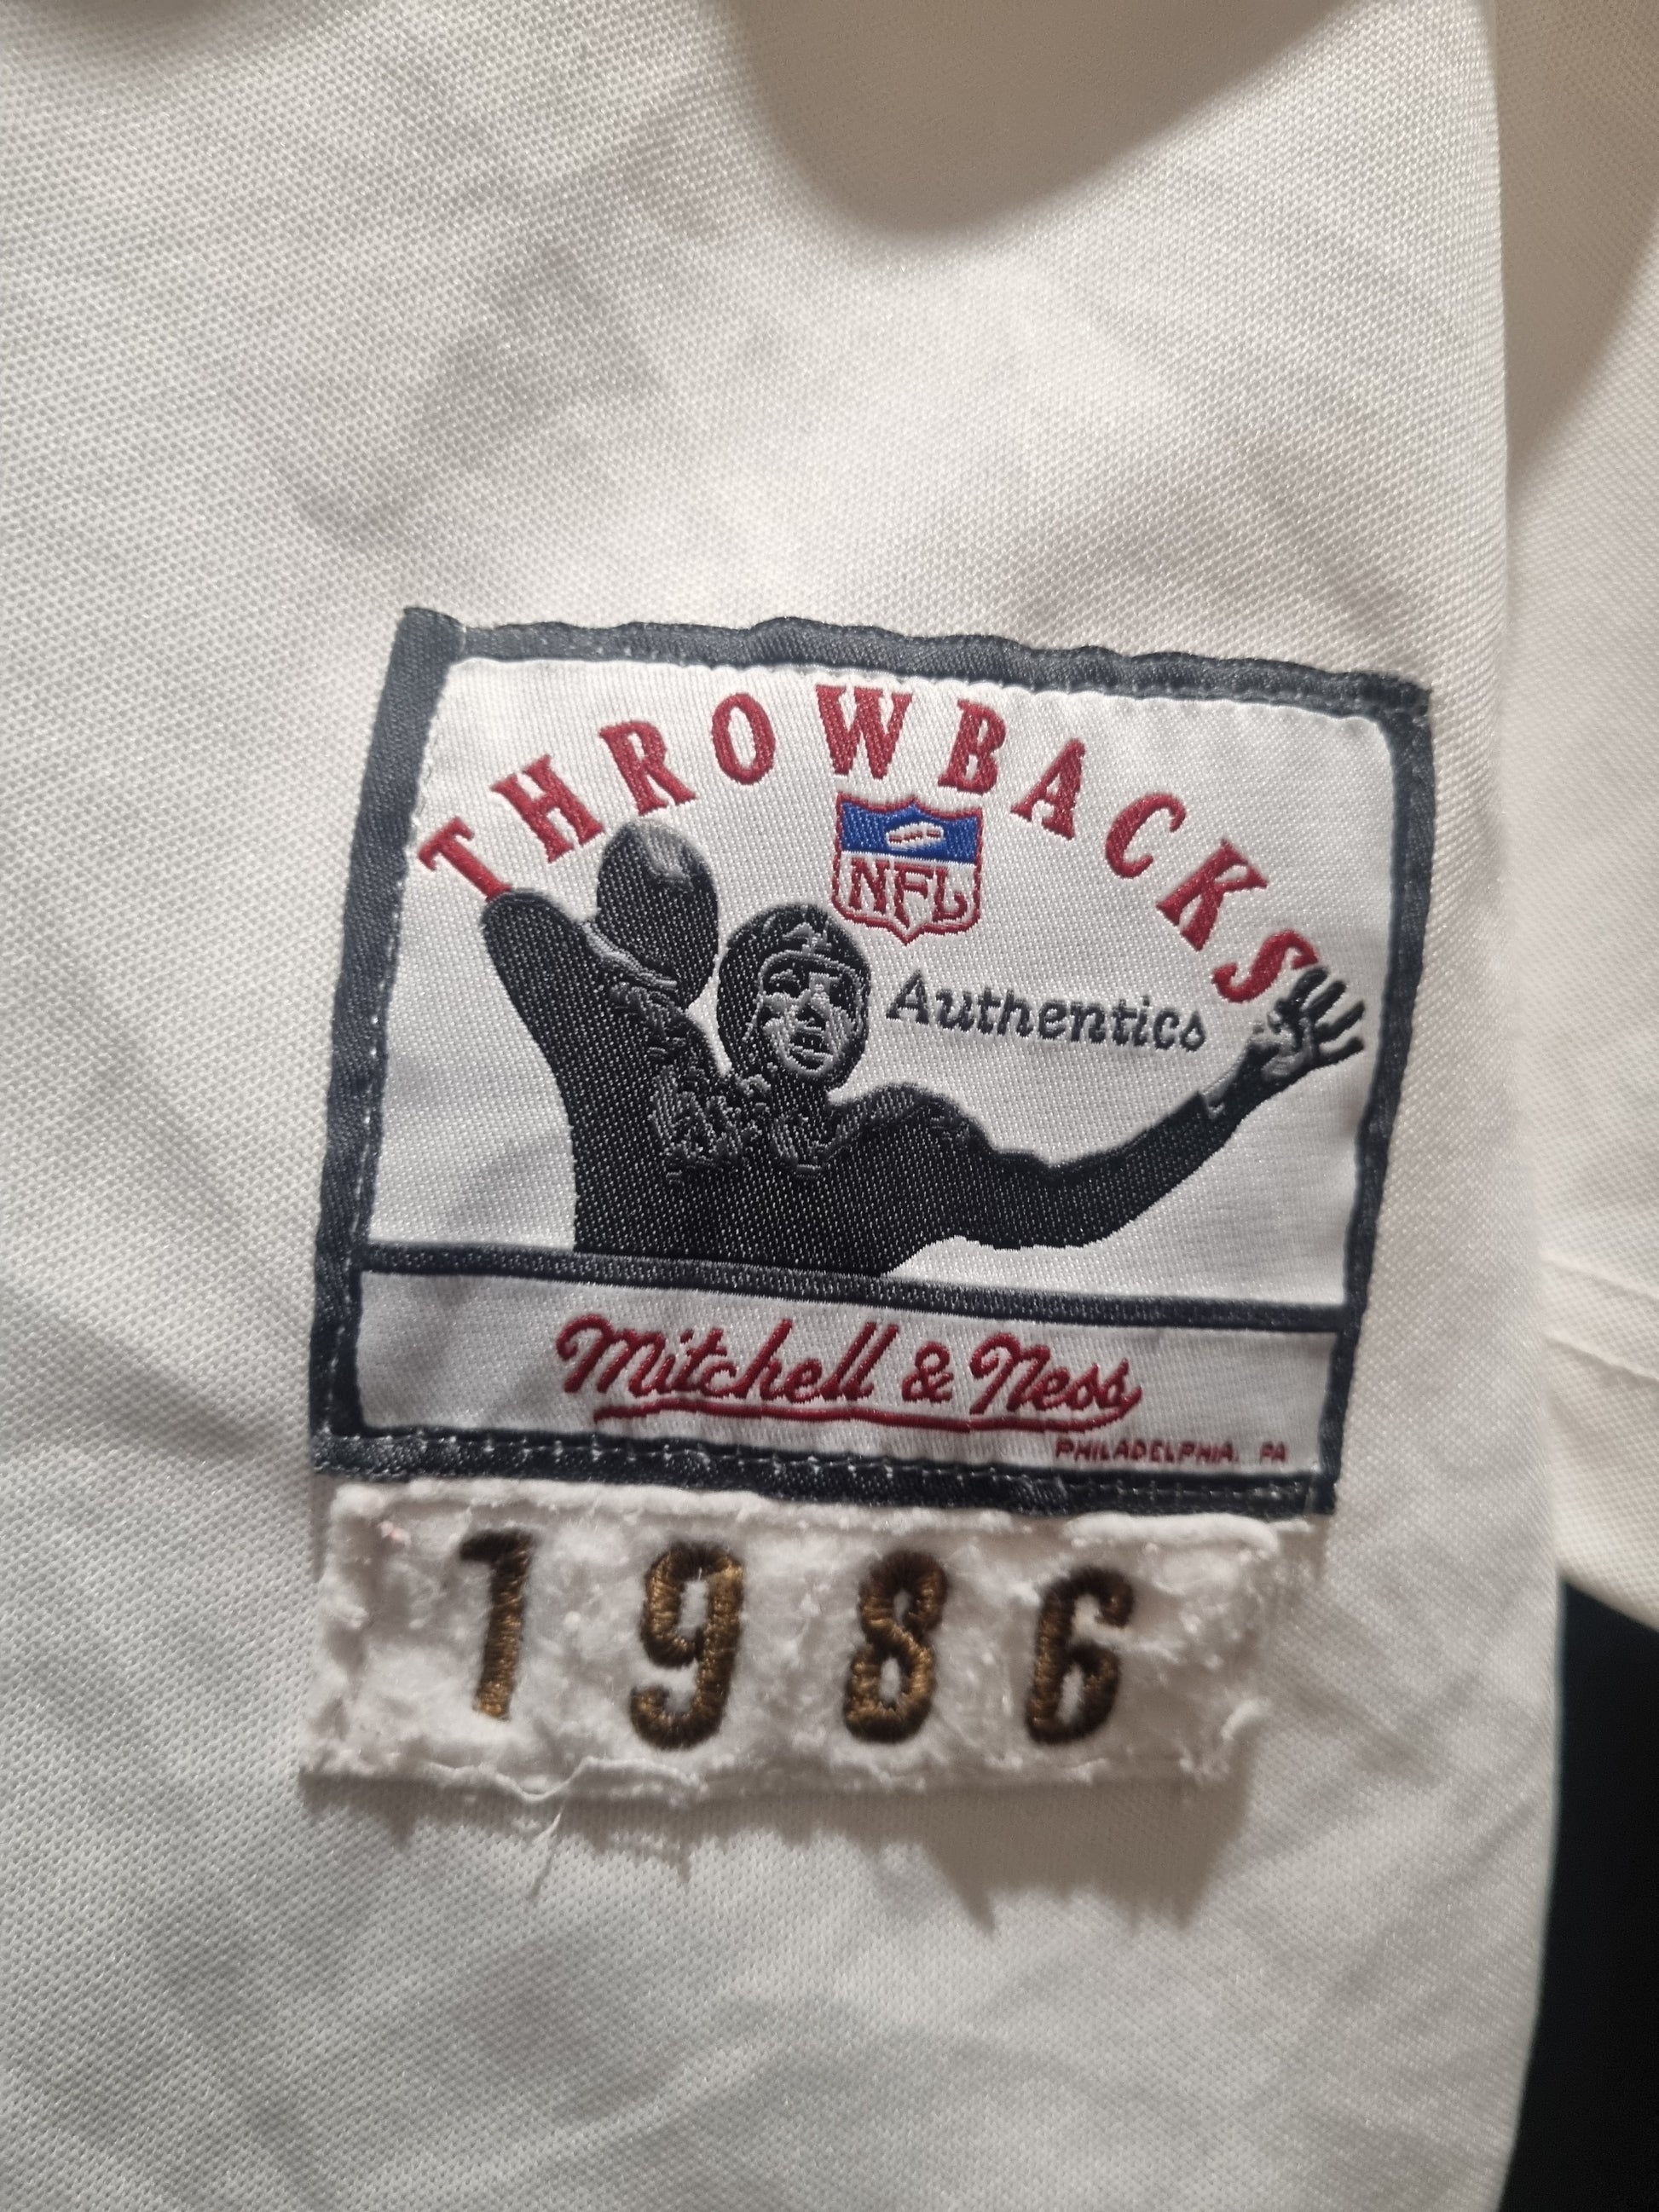 THROWBACKS
NFL
Authentics
Mitchell & Ness
PHILADELPHIA, PA
1986